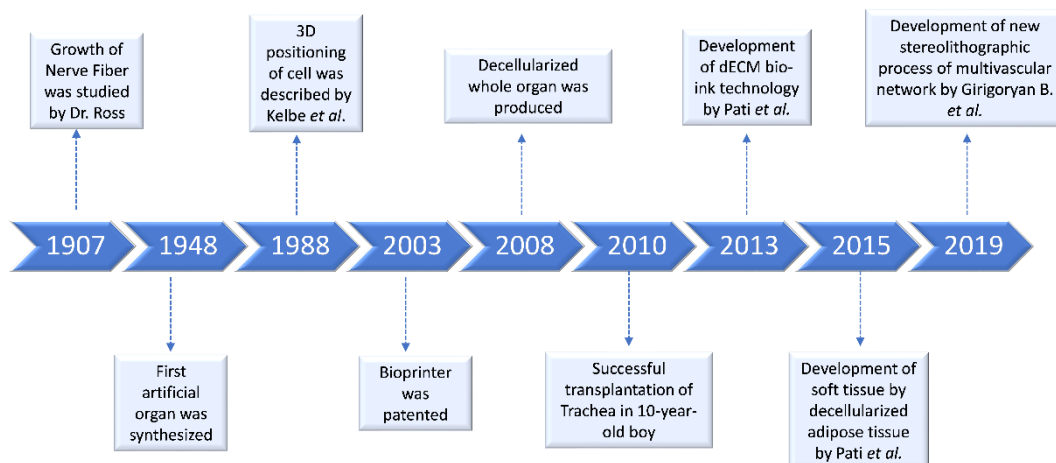 Growth of
Nerve Fiber
was studied
by Dr. Ross
3D
positioning
of cell was
described by
Kelbe et al.
Decellularized
whole organ was
produced
Development
of dECM bio-
ink technology
by Pati et al.
Development of new
stereolithographic
process of multivascular
network by Girigoryan B.
et al.
1907
1948
1988
2003
2008
2010
2013
2015
2019
First
artificial
organ was
synthesized
Bioprinter
was
patented
Successful
transplantation of
Trachea in 10-year-
old boy
Development of
soft tissue by
decellularized
adipose tissue
by Pati et al.